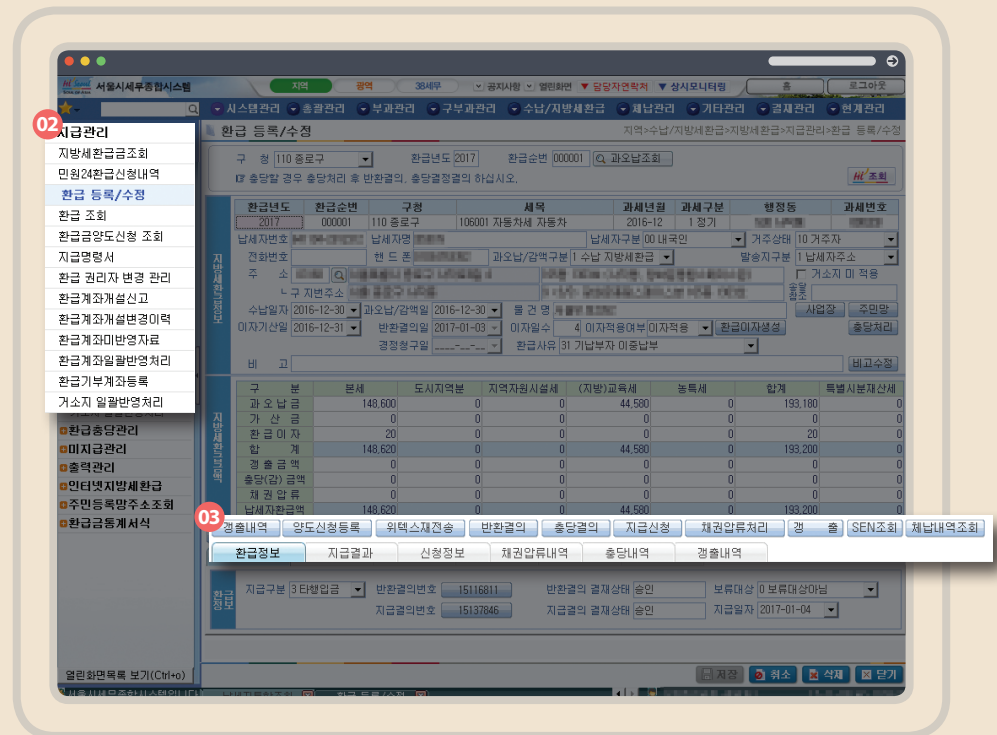 Hi Seoul 서울시세무종합시스템 지역 광역 38세무 공지사항 열린화면 ▼ 담당자연락처 ▼ 상시모니터링 홈 로그아웃
시스템관리 총괄관리 부과관리 구부과관리 수납/지방세환급 체납관리 기타관리 결재관리 현계관리
02
지급관리
지방세환급금조회
민원24환급신청내역
환급 등록/수정
환급 조회
환급금양도신청 조회
지급명령서
환급 권리자 변경 관리
환급계좌개설신고
환급계좌개설변경이력
환급계좌미반영자료
환급계좌일괄반영처리
환급기부계좌등록
거소지 일괄반영처리
환급충당관리
미지급관리
출력관리
인터넷지방세환급
주민등록망주소조회
환급금통계서식
열린화면목록 보기(Ctrl+o)
환급 등록/수정 지역>수납/지방세환급>지방세환급>지급관리>환급 등록/수정
구 청 110 종로구 환급년도 2017 환급순번 000001 과오납조회
충당할 경우 충당처리 후 반환결의, 충당결정결의 하십시오. Hi 조회
지방세환급정보
환급년도 환급순번 구청 세목 과세년월 과세구분 행정동 과세번호
2017 000001 110 종로구 106001 자동차세 자동차 2016-12 1 정기
납세자번호 납세자명 납세자구분 00 내국인 거주상태 10 거주자
전화번호 핸드폰 과오납/감액구분 1 수납 지방세환급 발송지구분 1 납세자주소
주 소 거소지 미 적용
구 지번주소 송달 참조
수납일자 2016-12-30 과오납/감액일 2016-12-30 물 건 명 사업장 주민망
이자기산일 2016-12-31 반환결의일 2017-01-03 이자일수 4 이자적용여부 이자적용 환급이자생성 충당처리
경정청구일 ____-__-__ 환급사유 31 기납부자 이중납부
비 고 비고수정
구 분 본세 도시지역분 지역자원시설세 (지방)교육세 농특세 합계 특별시분재산세
과 오 납 금 148,600 0 0 44,580 0 193,180 0
가 산 금 0 0 0 0 0 0 0
환 급 이 자 20 0 0 0 0 20 0
합 계 148,620 0 0 44,580 0 193,200 0
갱 출 금 액 0 0 0 0 0 0 0
충당(감) 금액 0 0 0 0 0 0 0
채 권 압 류 0 0 0 0 0 0 0
납세자환급액 148,620 0 0 44,580 0 193,200 0
03
갱출내역 양도신청등록 위텍스재전송 반환결의 충당결의 지급신청 채권압류처리 갱 출 SEN조회 체납내역조회
환급정보 지급결과 신청정보 채권압류내역 충당내역 갱출내역
환급정보
지급구분 3 타행입금 반환결의번호 15116811 반환결의 결재상태 승인 보류대상 0 보류대상아님
지급결의번호 15137846 지급결의 결재상태 승인 지급일자 2017-01-04
저장 취소 삭제 닫기